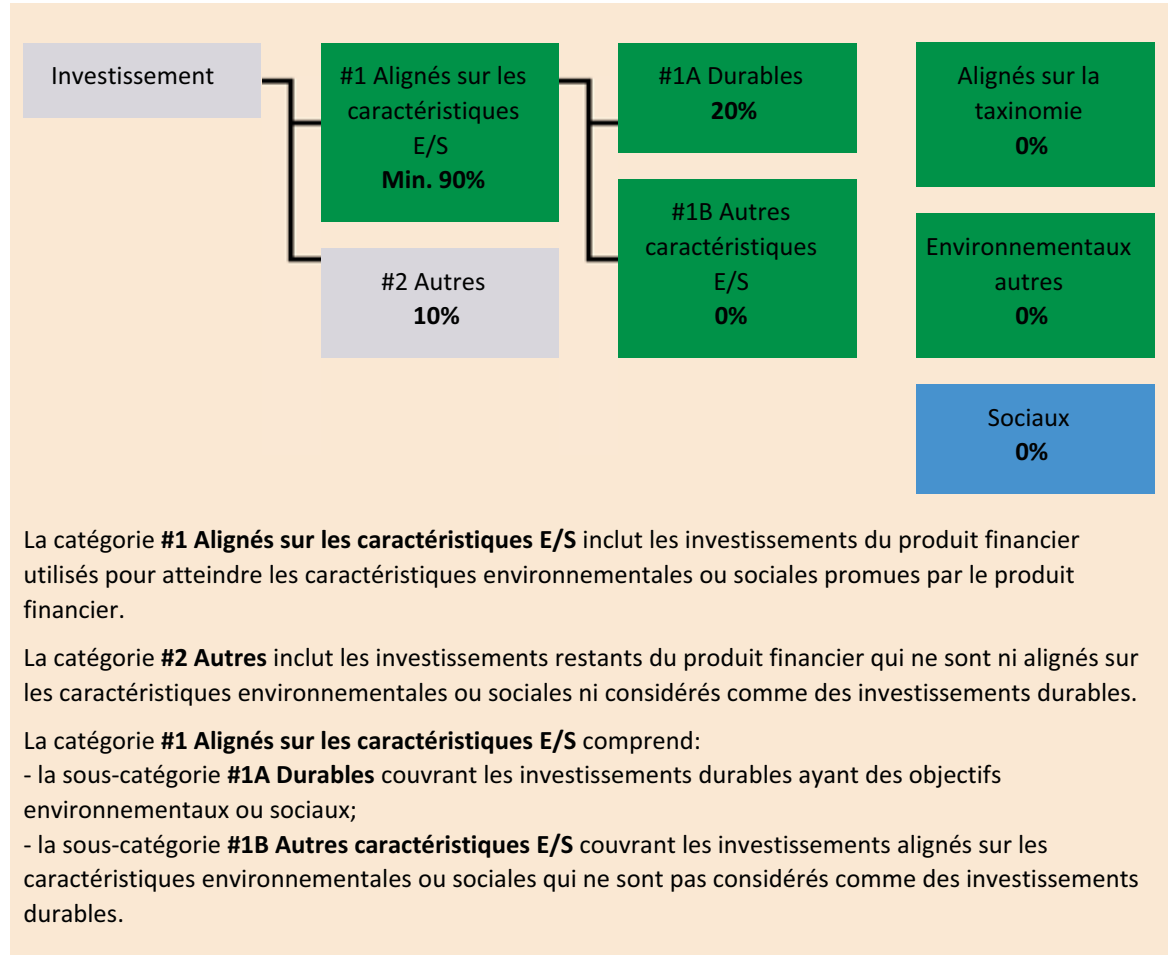 Investissement
#1 Alignés sur les
caractéristiques
E/S
Min. 90%
#2 Autres
10%
#1A Durables
20%
#1B Autres
caractéristiques
E/S
0%
Alignés sur la
taxinomie
0%
Environnementaux
autres
0%
Sociaux
0%
La catégorie #1 Alignés sur les caractéristiques E/S inclut les investissements du produit financier
utilisés pour atteindre les caractéristiques environnementales ou sociales promues par le produit
financier.
La catégorie #2 Autres inclut les investissements restants du produit financier qui ne sont ni alignés sur
les caractéristiques environnementales ou sociales ni considérés comme des investissements durables.
La catégorie #1 Alignés sur les caractéristiques E/S comprend:
- la sous-catégorie #1A Durables couvrant les investissements durables ayant des objectifs
environnementaux ou sociaux;
- la sous-catégorie #1B Autres caractéristiques E/S couvrant les investissements alignés sur les
caractéristiques environnementales ou sociales qui ne sont pas considérés comme des investissements
durables.